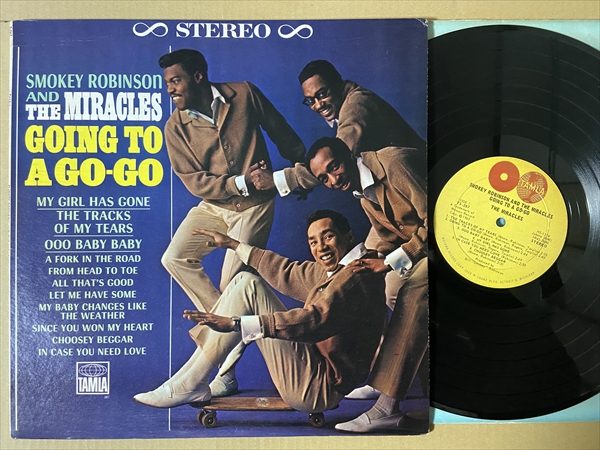 STEREO
SMOKEY ROBINSON
AND
THE MIRACLES
GOING TO
A GO-GO
MY GIRL HAS GONE
THE TRACKS
OF MY TEARS
OOO BABY BABY
A FORK IN THE ROAD
FROM HEAD TO TOE
ALL THAT'S GOOD
LET ME HAVE SOME
MY BABY CHANGES LIKE
THE WEATHER
SINCE YOU WON MY HEART
CHOOSEY BEGGAR
IN CASE YOU NEED LOVE
TAMLA
TAMLA
SMOKEY ROBINSON AND THE MIRACLES
GOING TO A GO-GO
THE MIRACLES
STEREO